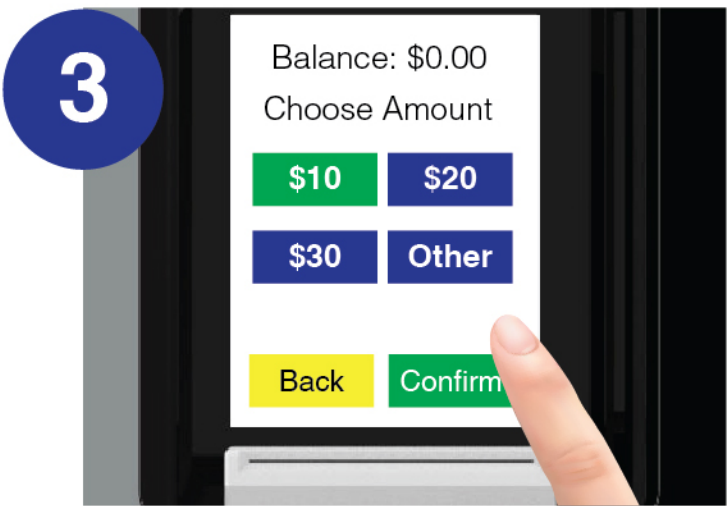 3
Balance: $0.00
Choose Amount
$10 $20
$30 Other
Back Confirm